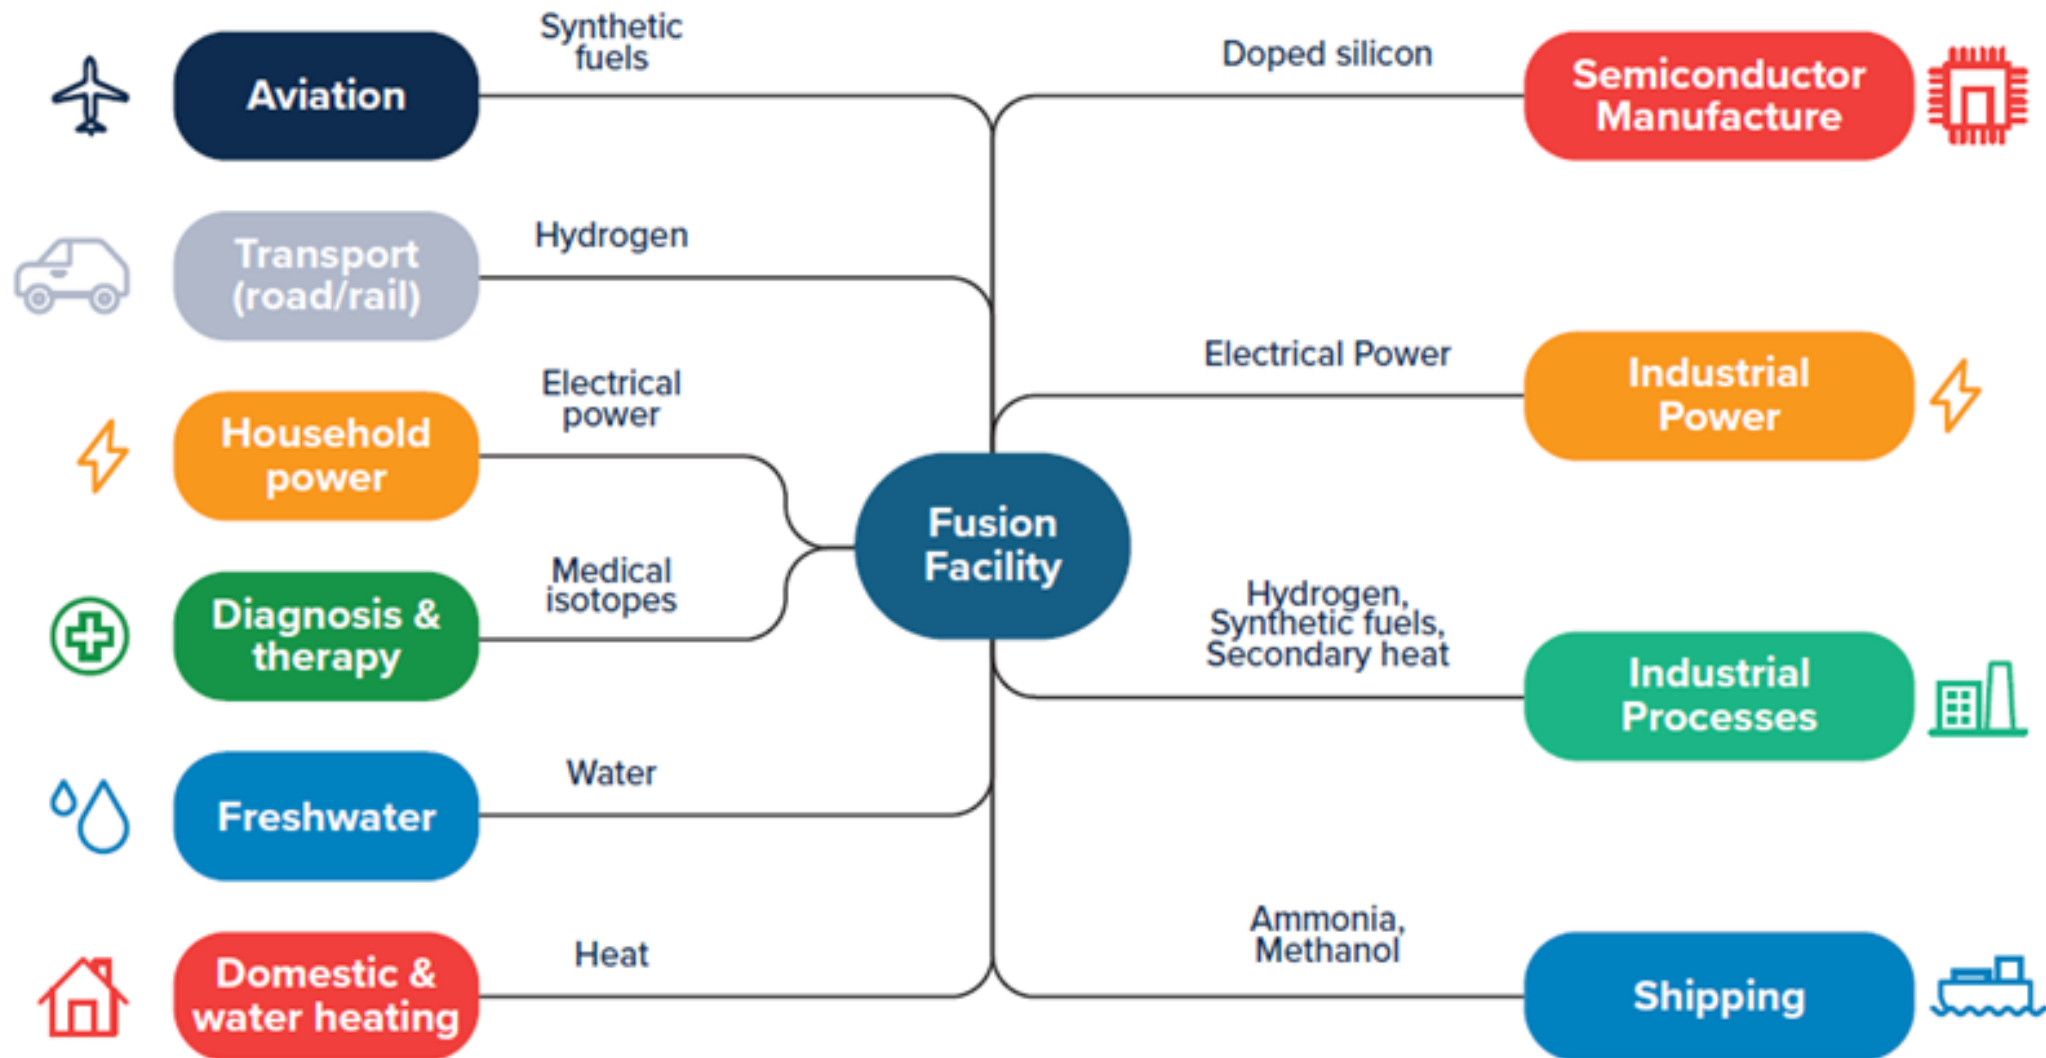 Synthetic
fuels
Aviation
Hydrogen
Transport
(road/rail)
Electrical
power
Household
power
Medical
isotopes
Diagnosis &
therapy
Water
Freshwater
Heat
Domestic &
water heating
Fusion
Facility
Doped silicon
Semiconductor
Manufacture
Electrical Power
Industrial
Power
Hydrogen,
Synthetic fuels,
Secondary heat
Industrial
Processes
Ammonia,
Methanol
Shipping